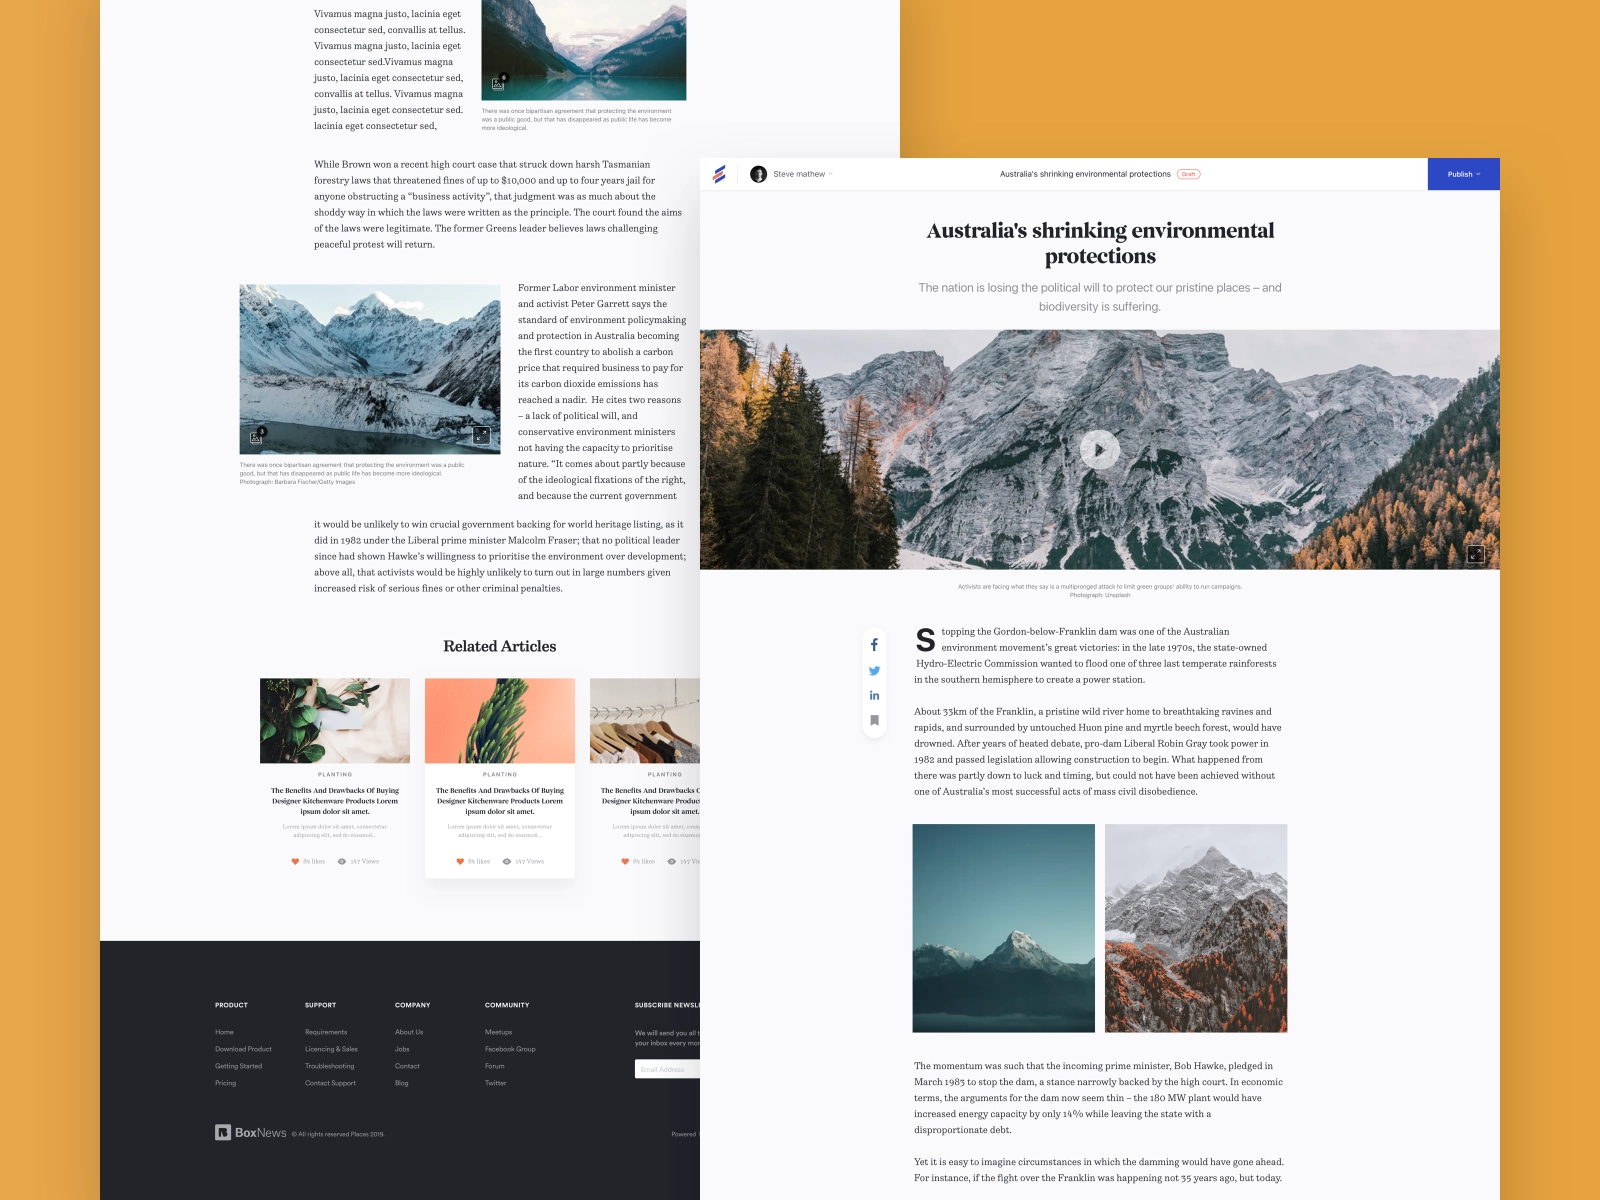 Vivamus magna justo, lacinia eget
consectetur sed, convallis at tellus.
Vivamus magna justo, lacinia eget
consectetur sed.Vivamus magna
justo, lacinia eget consectetur sed,
convallis at tellus. Vivamus magna
justo, lacinia eget consectetur sed.
lacinia eget consectetur sed,
There was once bipartisan agreement that protecting the environment
was a public good, but that has disappeared as public life has become
more ideological.
While Brown won a recent high court case that struck down harsh Tasmanian
forestry laws that threatened fines of up to $10,000 and up to four years jail for
anyone obstructing a “business activity”, that judgment was as much about the
shoddy way in which the laws were written as the principle. The court found the aims
of the laws were legitimate. The former Greens leader believes laws challenging
peaceful protest will return.
3
There was once bipartisan agreement that protecting the environment was a public
good, but that has disappeared as public life has become more ideological.
Photograph: Barbara Fischer/Getty Images
Former Labor environment minister
and activist Peter Garrett says the
standard of environment policymaking
and protection in Australia becoming
the first country to abolish a carbon
price that required business to pay for
its carbon dioxide emissions has
reached a nadir.  He cites two reasons
– a lack of political will, and
conservative environment ministers
not having the capacity to prioritise
nature. “It comes about partly because
of the ideological fixations of the right,
and because the current government
it would be unlikely to win crucial government backing for world heritage listing, as it
did in 1982 under the Liberal prime minister Malcolm Fraser; that no political leader
since had shown Hawke’s willingness to prioritise the environment over development;
above all, that activists would be highly unlikely to turn out in large numbers given
increased risk of serious fines or other criminal penalties.
Related Articles
PLANTING
The Benefits And Drawbacks Of Buying
Designer Kitchenware Products Lorem
ipsum dolor sit amet.
Lorem ipsum dolor sit amet, consectetur
adipiscing elit, sed do eiusmod...
84 likes
147 Views
PLANTING
The Benefits And Drawbacks Of Buying
Designer Kitchenware Products Lorem
ipsum dolor sit amet.
Lorem ipsum dolor sit amet, consectetur
adipiscing elit, sed do eiusmod...
84 likes
147 Views
PLANTING
The Benefits And Drawbacks O
Designer Kitchenware Products
ipsum dolor sit amet.
Lorem ipsum dolor sit amet, conse
adipiscing elit, sed do eiusm
84 likes
147 Vi
PRODUCT
Home
Download Product
Getting Started
Pricing
SUPPORT
Requirements
Licencing & Sales
Troubleshooting
Contact Support
COMPANY
About Us
Jobs
Contact
Blog
COMMUNITY
Meetups
Facebook Group
Forum
Twitter
SUBSCRIBE NEWSL
We will send you all t
your inbox every mo
Email Address
BoxNews © All rights reserved Places 2019.
Powered
Steve mathew
Australia's shrinking environmental protections
Draft
Publish
Australia's shrinking environmental
protections
The nation is losing the political will to protect our pristine places – and
biodiversity is suffering.
Activists are facing what they say is a multipronged attack to limit green groups’ ability to run campaigns.
Photograph: Unsplash
Stopping the Gordon-below-Franklin dam was one of the Australian
environment movement’s great victories: in the late 1970s, the state-owned
Hydro-Electric Commission wanted to flood one of three last temperate rainforests
in the southern hemisphere to create a power station.
About 33km of the Franklin, a pristine wild river home to breathtaking ravines and
rapids, and surrounded by untouched Huon pine and myrtle beech forest, would have
drowned. After years of heated debate, pro-dam Liberal Robin Gray took power in
1982 and passed legislation allowing construction to begin. What happened from
there was partly down to luck and timing, but could not have been achieved without
one of Australia’s most successful acts of mass civil disobedience.
The momentum was such that the incoming prime minister, Bob Hawke, pledged in
March 1983 to stop the dam, a stance narrowly backed by the high court. In economic
terms, the arguments for the dam now seem thin – the 180 MW plant would have
increased energy capacity by only 14% while leaving the state with a
disproportionate debt.
Yet it is easy to imagine circumstances in which the damming would have gone ahead.
For instance, if the fight over the Franklin was happening not 35 years ago, but today.